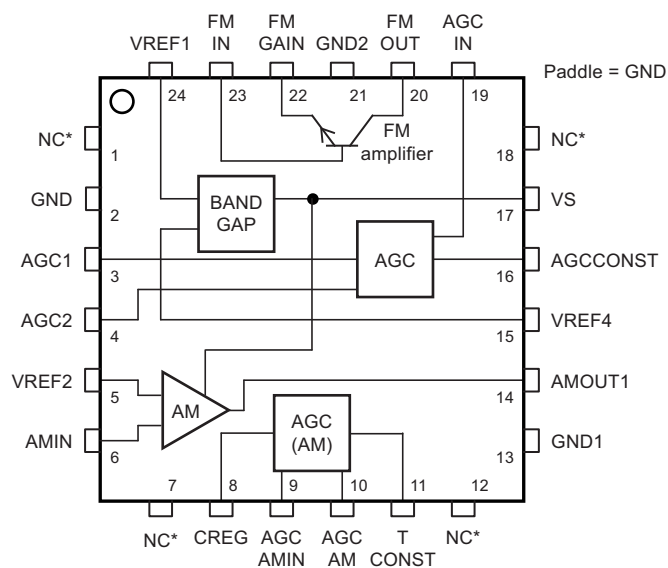 FM
IN
FM
GAIN
FM
OUT
AGC
IN
VREF1
GND2
Paddle = GND
24
23
22
21
20
19
FM
amplifier
NC*
1
18
NC*
GND
2
BAND
GAP
17
VS
AGC1
3
AGC
16
AGCCONST
AGC2
4
15
VREF4
VREF2
5
AM
14
AMOUT1
AMIN
6
AGC
(AM)
13
GND1
7
8
9
10
11
12
NC*
CREG
AGC
AMIN
AGC
AM
T
CONST
NC*